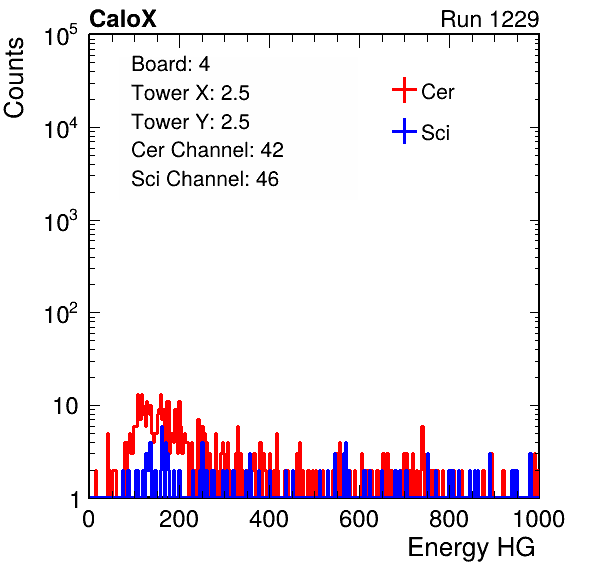 CaloX Run 1229
Counts
Board: 4
Tower X: 2.5
Tower Y: 2.5
Cer Channel: 42
Sci Channel: 46
Cer
Sci
10^5
10^4
10^3
10^2
10
1
0 200 400 600 800 1000
Energy HG